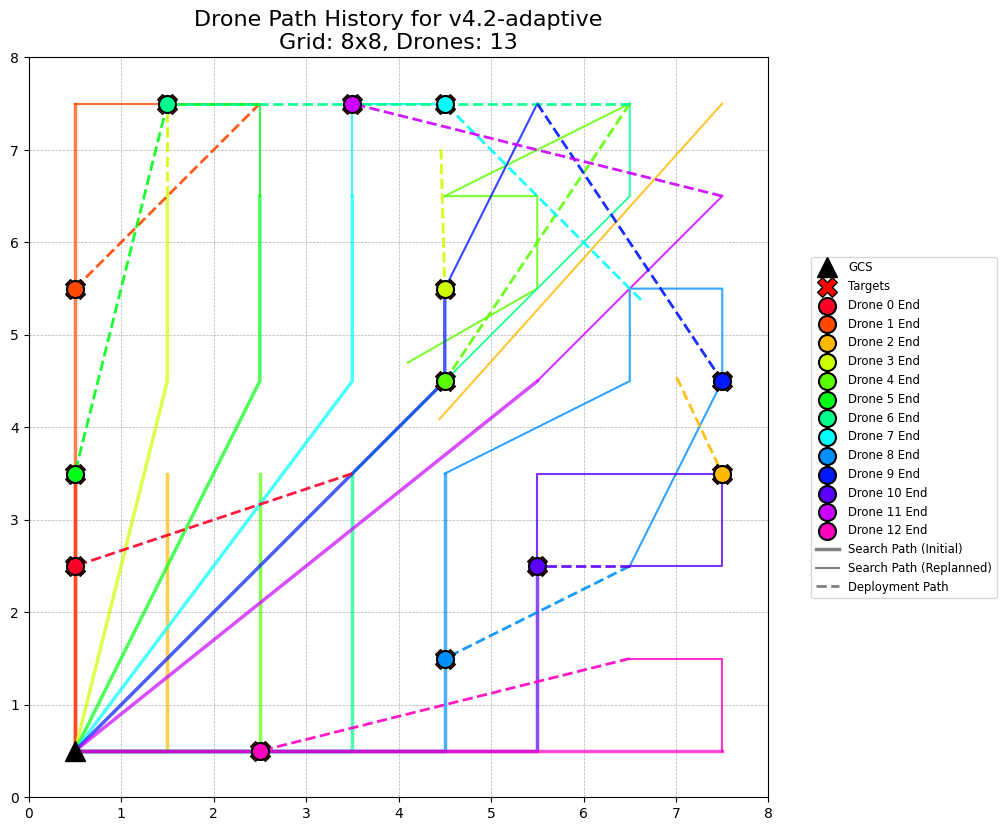 Drone Path History for v4.2-adaptive
Grid: 8x8, Drones: 13
8
7
6
5
4
3
2
1
0
0 1 2 3 4 5 6 7 8
GCS
Targets
Drone 0 End
Drone 1 End
Drone 2 End
Drone 3 End
Drone 4 End
Drone 5 End
Drone 6 End
Drone 7 End
Drone 8 End
Drone 9 End
Drone 10 End
Drone 11 End
Drone 12 End
Search Path (Initial)
Search Path (Replanned)
Deployment Path